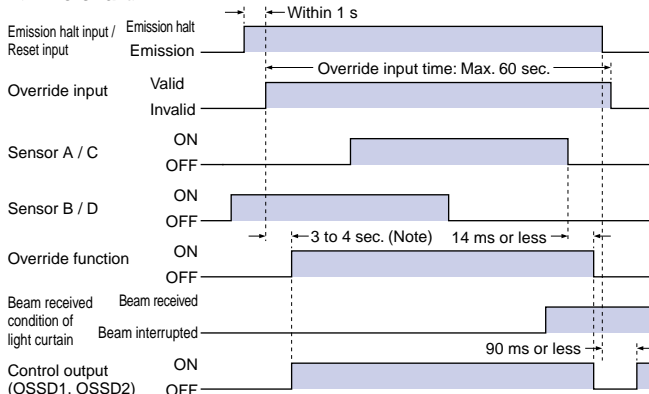 Within 1 s
Emission halt input / Emission halt
Reset input Emission
Override input time: Max. 60 sec.
Override input Valid
Invalid
Sensor A / C ON
OFF
Sensor B / D ON
OFF
3 to 4 sec. (Note) 14 ms or less
Override function ON
OFF
Beam received Beam received
condition of
light curtain Beam interrupted
90 ms or less
Control output ON
(OSSD1, OSSD2) OFF